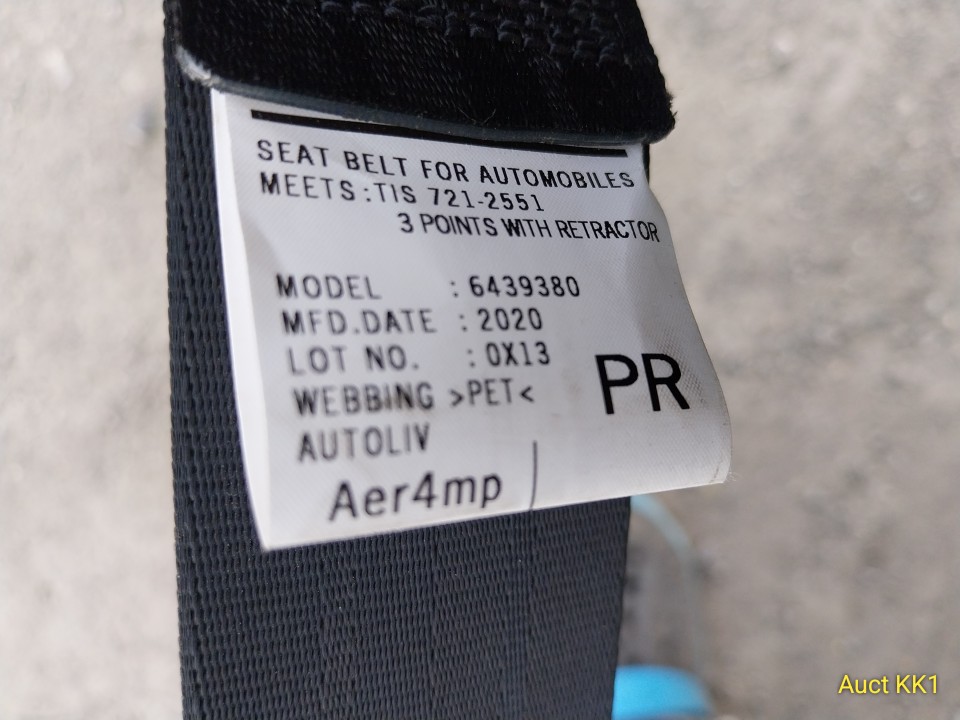 SEAT BELT FOR AUTOMOBILES
MEETS:TIS 721-2551
3 POINTS WITH RETRACTOR
MODEL : 6439380
MFD.DATE : 2020
LOT NO. : 0X13
WEBBING >PET<
PR
AUTOLIV
Aer4mp
Auct KK1